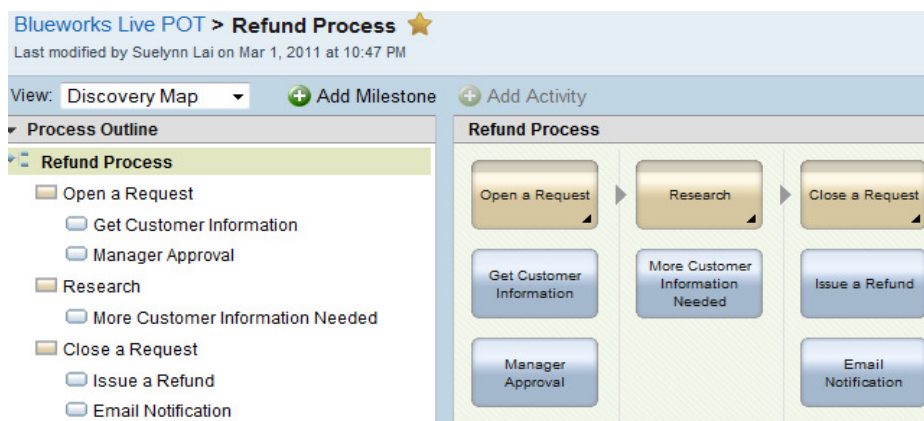 Blueworks Live POT > Refund Process
Last modified by Suelynn Lai on Mar 1, 2011 at 10:47 PM
View: Discovery Map Add Milestone Add Activity
Process Outline
Refund Process
Open a Request
Get Customer Information
Manager Approval
Research
More Customer Information Needed
Close a Request
Issue a Refund
Email Notification
Refund Process
Open a Request
Research
Close a Request
Get Customer
Information
More Customer
Information
Needed
Issue a Refund
Manager
Approval
Email
Notification